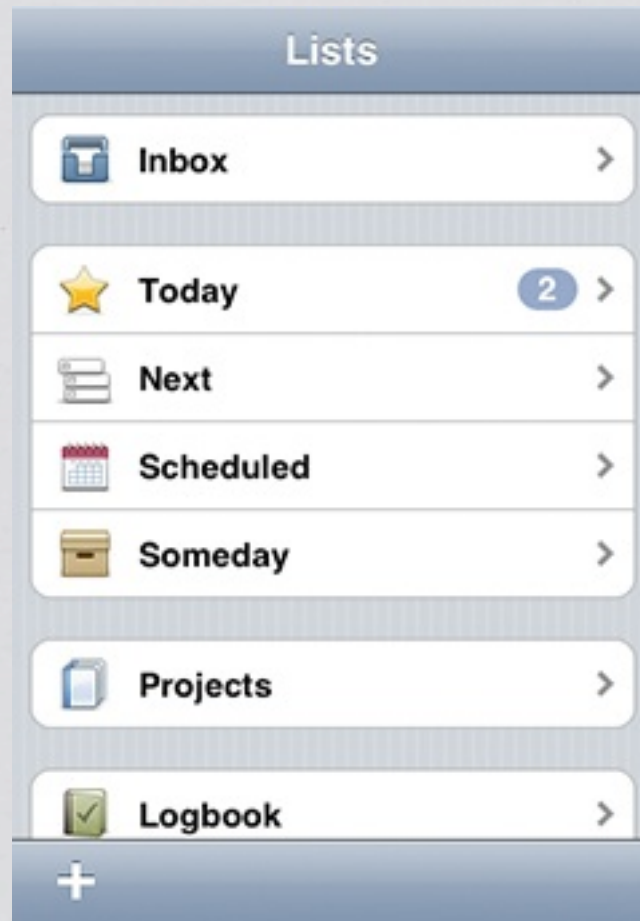 Lists
Inbox
Today 2
Next
Scheduled
Someday
Projects
Logbook
+